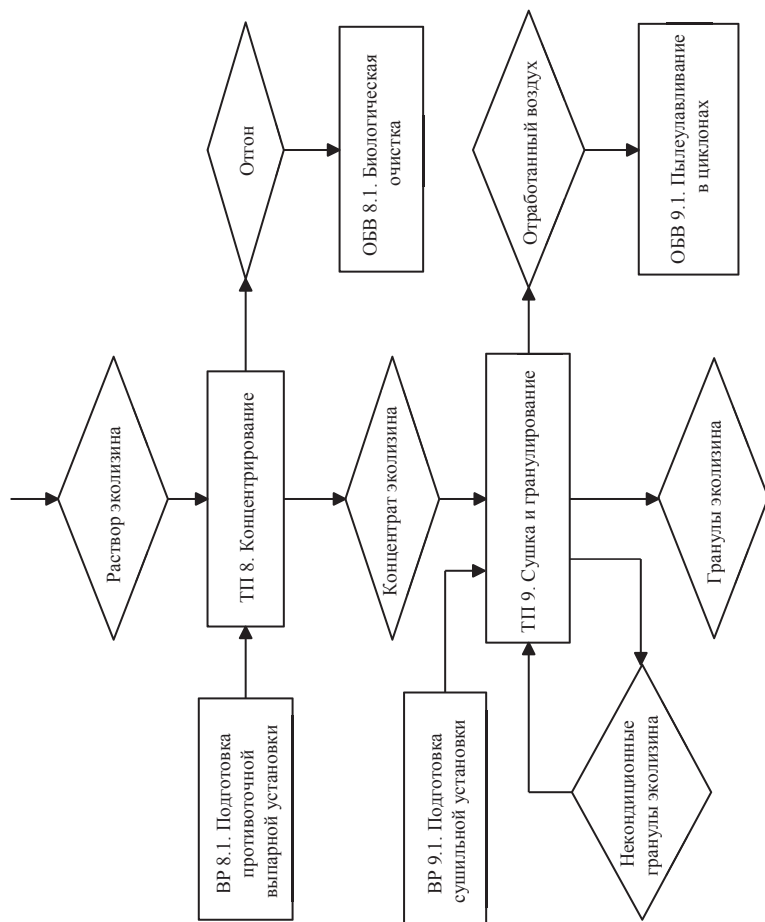 Раствор эколизина
ВР 8.1. Подготовка
противоточной
выпарной установки
ТП 8. Концентрирование
Отгон
ОБВ 8.1. Биологическая
очистка
Концентрат эколизина
ВР 9.1. Подготовка
сушильной установки
ТП 9. Сушка и гранулирование
Отработанный воздух
ОБВ 9.1. Пылеулавливание
в циклонах
Некондиционные
гранулы эколизина
Гранулы эколизина